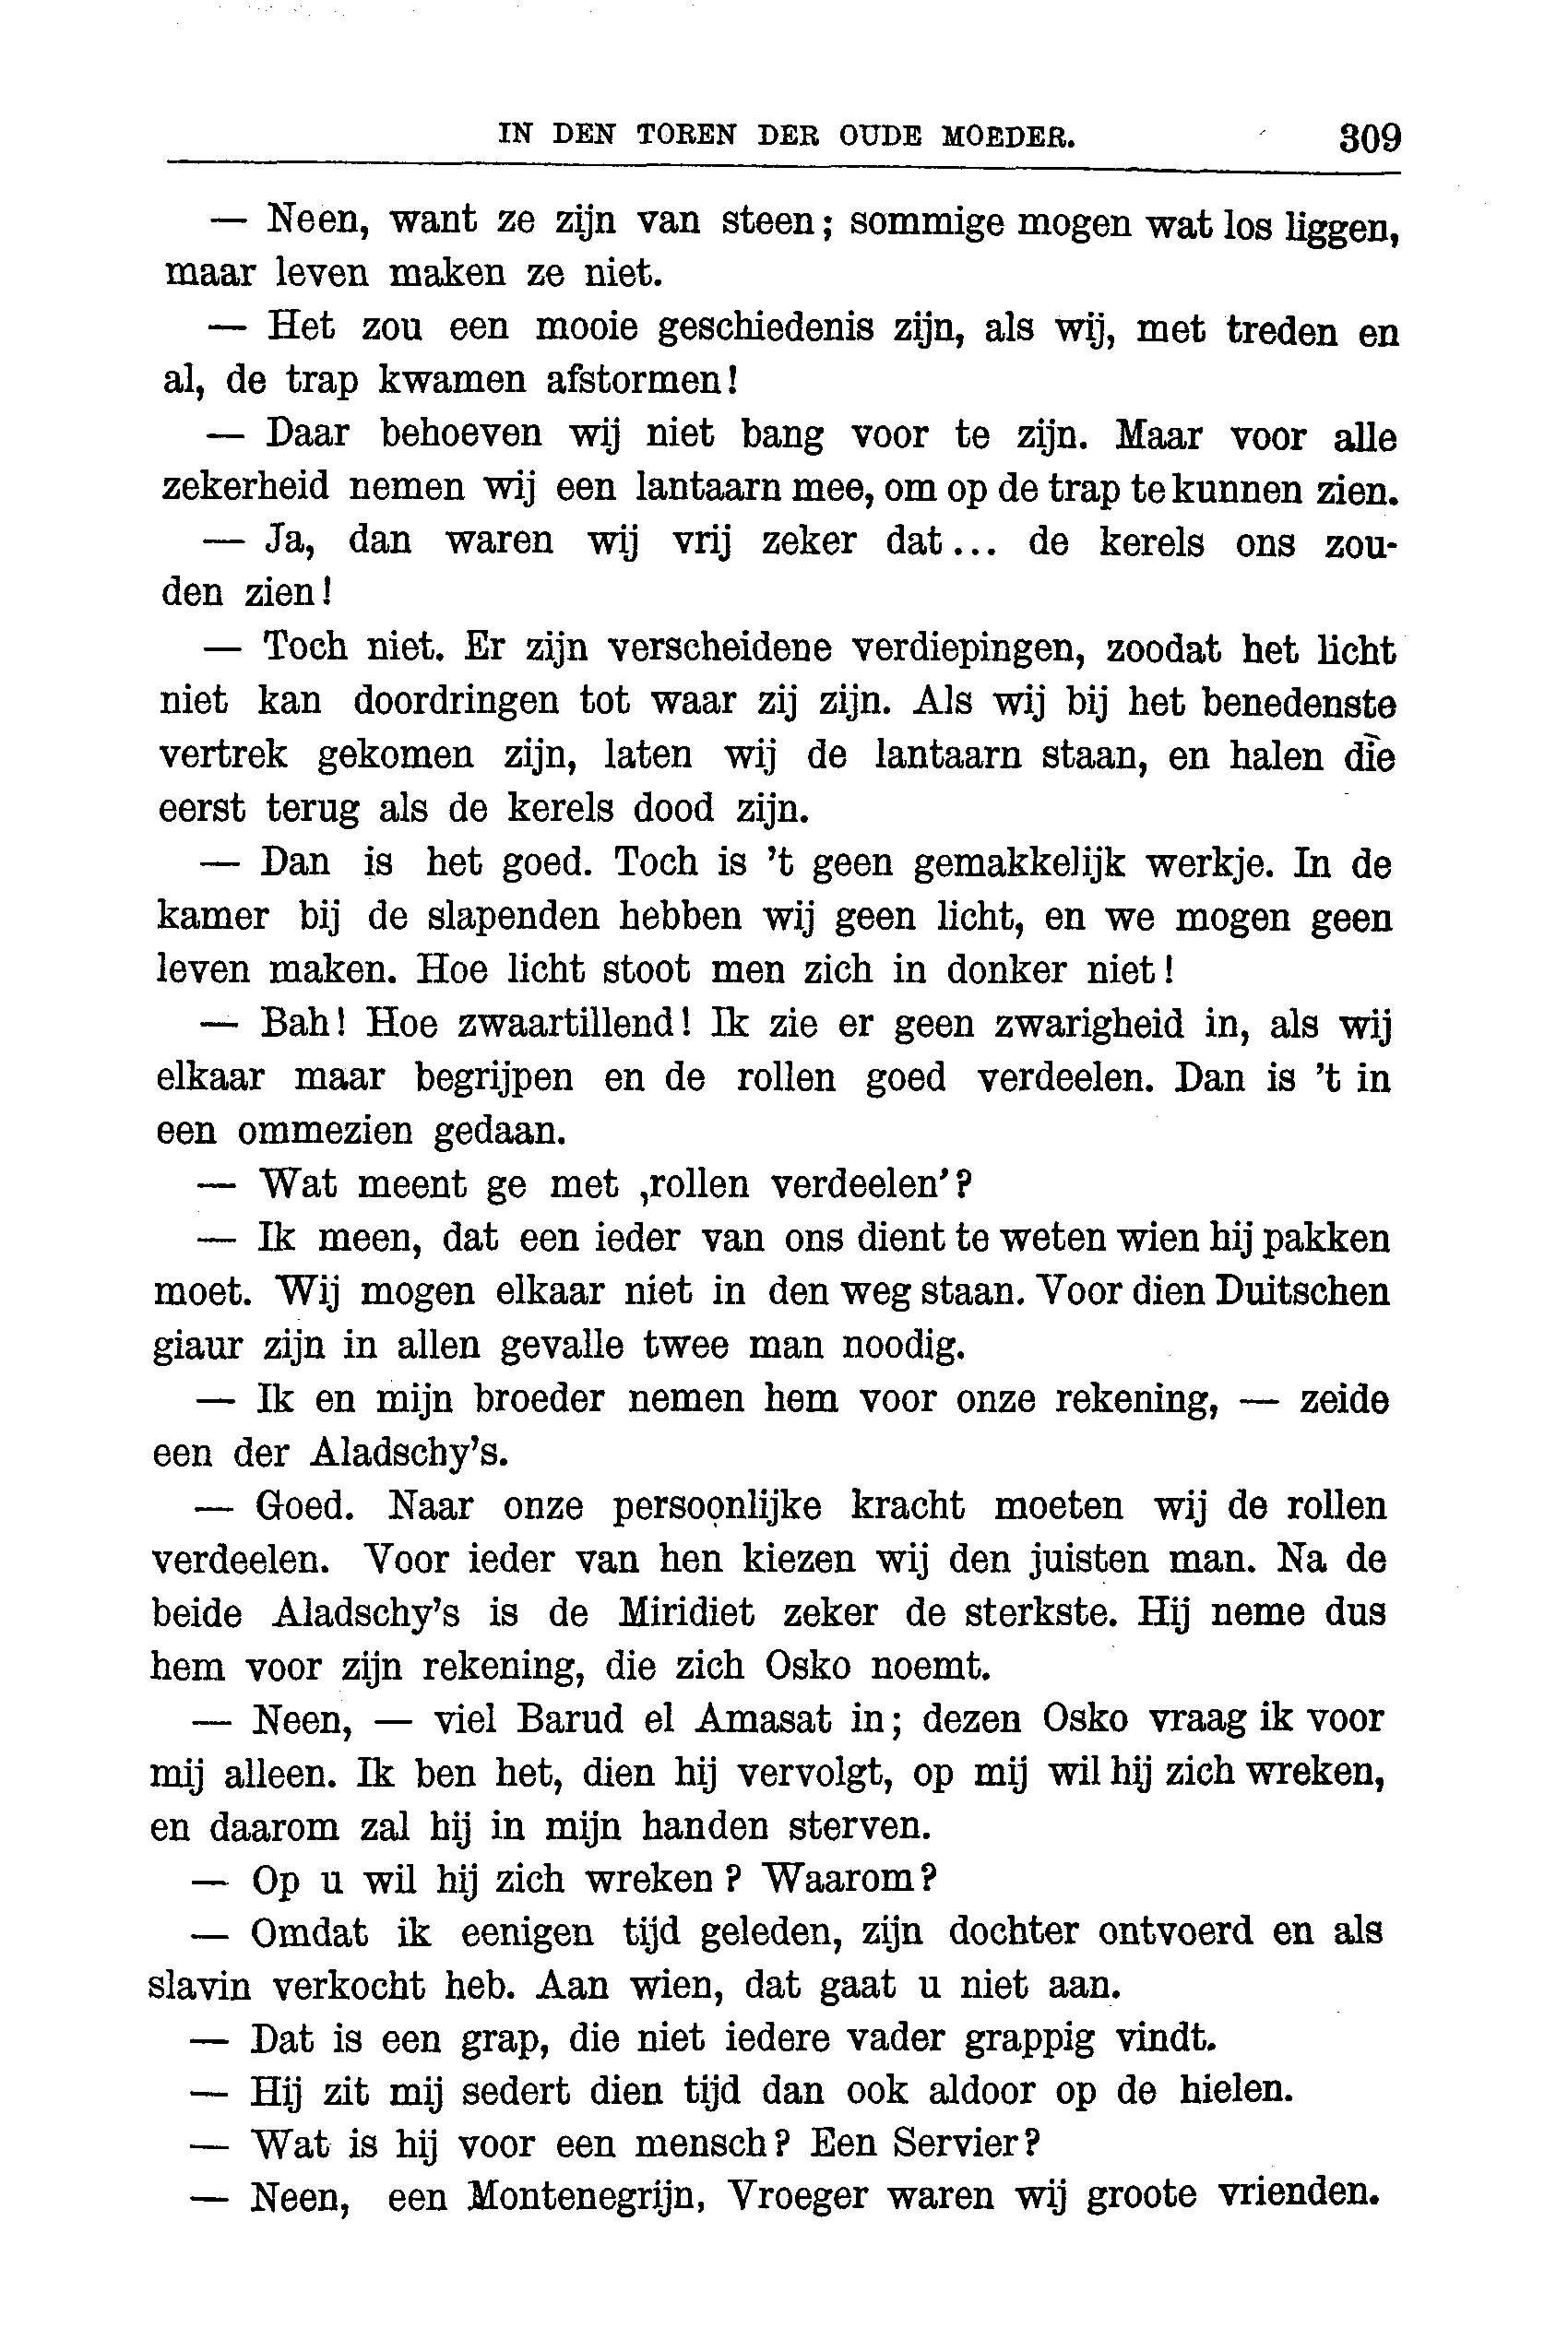 IN DEN TOREN DER OUDE MOEDER. 309
— Neen, want ze zijn van steen; sommige mogen wat los liggen,
maar leven maken ze niet.
— Het zou een mooie geschiedenis zijn, als wij, met treden en
al, de trap kwamen afstormen!
— Daar behoeven wij niet bang voor te zijn. Maar voor alle
zekerheid nemen wij een lantaarn mee, om op de trap te kunnen zien.
— Ja, dan waren wij vrij zeker dat... de kerels ons zou-
den zien!
— Toch niet. Er zijn verscheidene verdiepingen, zoodat het licht
niet kan doordringen tot waar zij zijn. Als wij bij het benedenste
vertrek gekomen zijn, laten wij de lantaarn staan, en halen die
eerst terug als de kerels dood zijn.
— Dan is het goed. Toch is 't geen gemakkelijk werkje. In de
kamer bij de slapenden hebben wij geen licht, en we mogen geen
leven maken. Hoe licht stoot men zich in donker niet!
— Bah! Hoe zwaartillend! Ik zie er geen zwarigheid in, als wij
elkaar maar begrijpen en de rollen goed verdeelen. Dan is 't in
een ommezien gedaan.
— Wat meent ge met ‚rollen verdeelen’?
— Ik meen, dat een ieder van ons dient te weten wien hij pakken
moet. Wij mogen elkaar niet in den weg staan. Voor dien Duitschen
giaur zijn in allen gevalle twee man noodig.
— Ik en mijn broeder nemen hem voor onze rekening, — zeide
een der Aladschy's.
— Goed. Naar onze persoonlijke kracht moeten wij de rollen
verdeelen. Voor ieder van hen kiezen wij den juisten man. Na de
beide Aladschy's is de Miridiet zeker de sterkste. Hij neme dus
hem voor zijn rekening, die zich Osko noemt.
— Neen, — viel Barud el Amasat in; dezen Osko vraag ik voor
mij alleen. Ik ben het, dien hij vervolgt, op mij wil hij zich wreken,
en daarom zal hij in mijn handen sterven.
— Op u wil hij zich wreken? Waarom?
— Omdat ik eenigen tijd geleden, zijn dochter ontvoerd en als
slavin verkocht heb. Aan wien, dat gaat u niet aan.
— Dat is een grap, die niet iedere vader grappig vindt.
— Hij zit mij sedert dien tijd dan ook aldoor op de hielen.
— Wat is hij voor een mensch? Een Servier?
— Neen, een Montenegrijn, Vroeger waren wij groote vrienden.